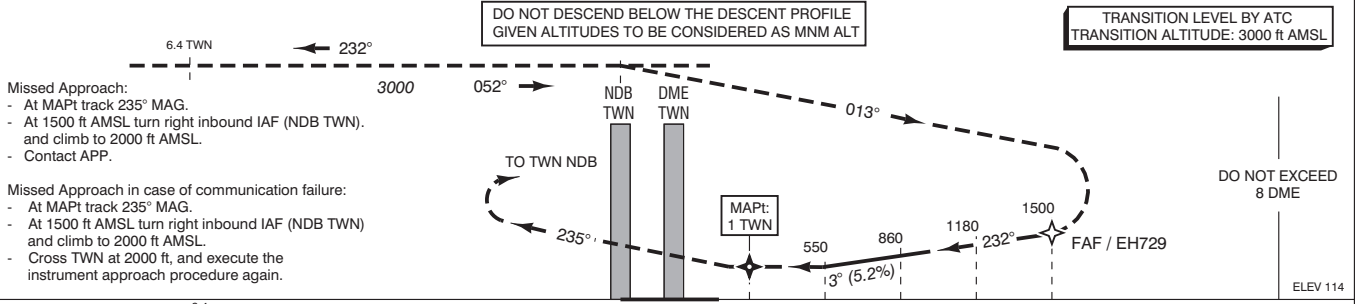 DO NOT DESCEND BELOW THE DESCENT PROFILE
GIVEN ALTITUDES TO BE CONSIDERED AS MNM ALT
TRANSITION LEVEL BY ATC
TRANSITION ALTITUDE: 3000 ft AMSL
6.4 TWN
232°
3000
052°
Missed Approach:
- At MAPt track 235° MAG.
- At 1500 ft AMSL turn right inbound IAF (NDB TWN).
and climb to 2000 ft AMSL.
- Contact APP.
Missed Approach in case of communication failure:
- At MAPt track 235° MAG.
- At 1500 ft AMSL turn right inbound IAF (NDB TWN)
and climb to 2000 ft AMSL.
- Cross TWN at 2000 ft, and execute the
instrument approach procedure again.
NDB
TWN
DME
TWN
013°
TO TWN NDB
235°
MAPt:
1 TWN
550
860
1180
1500
232°
3° (5.2%)
FAF / EH729
DO NOT EXCEED
8 DME
ELEV 114